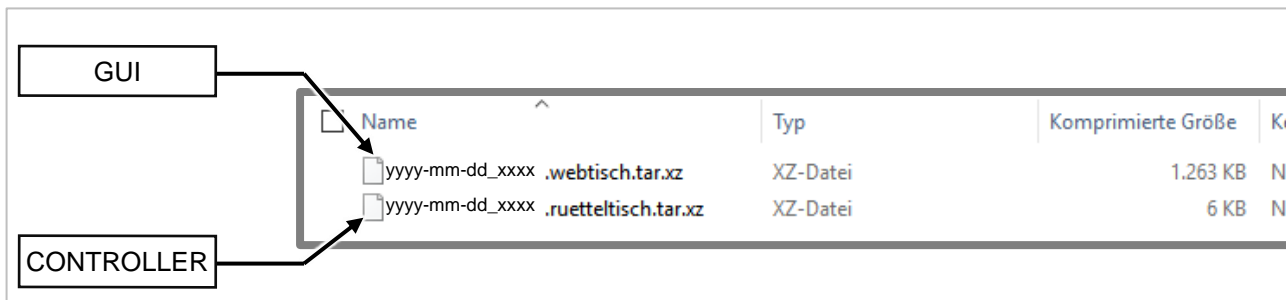 GUI
Name Typ Komprimierte Größe
yyyy-mm-dd_xxxx .webtisch.tar.xz XZ-Datei 1.263 KB N
yyyy-mm-dd_xxxx .ruetteltisch.tar.xz XZ-Datei 6 KB N
CONTROLLER